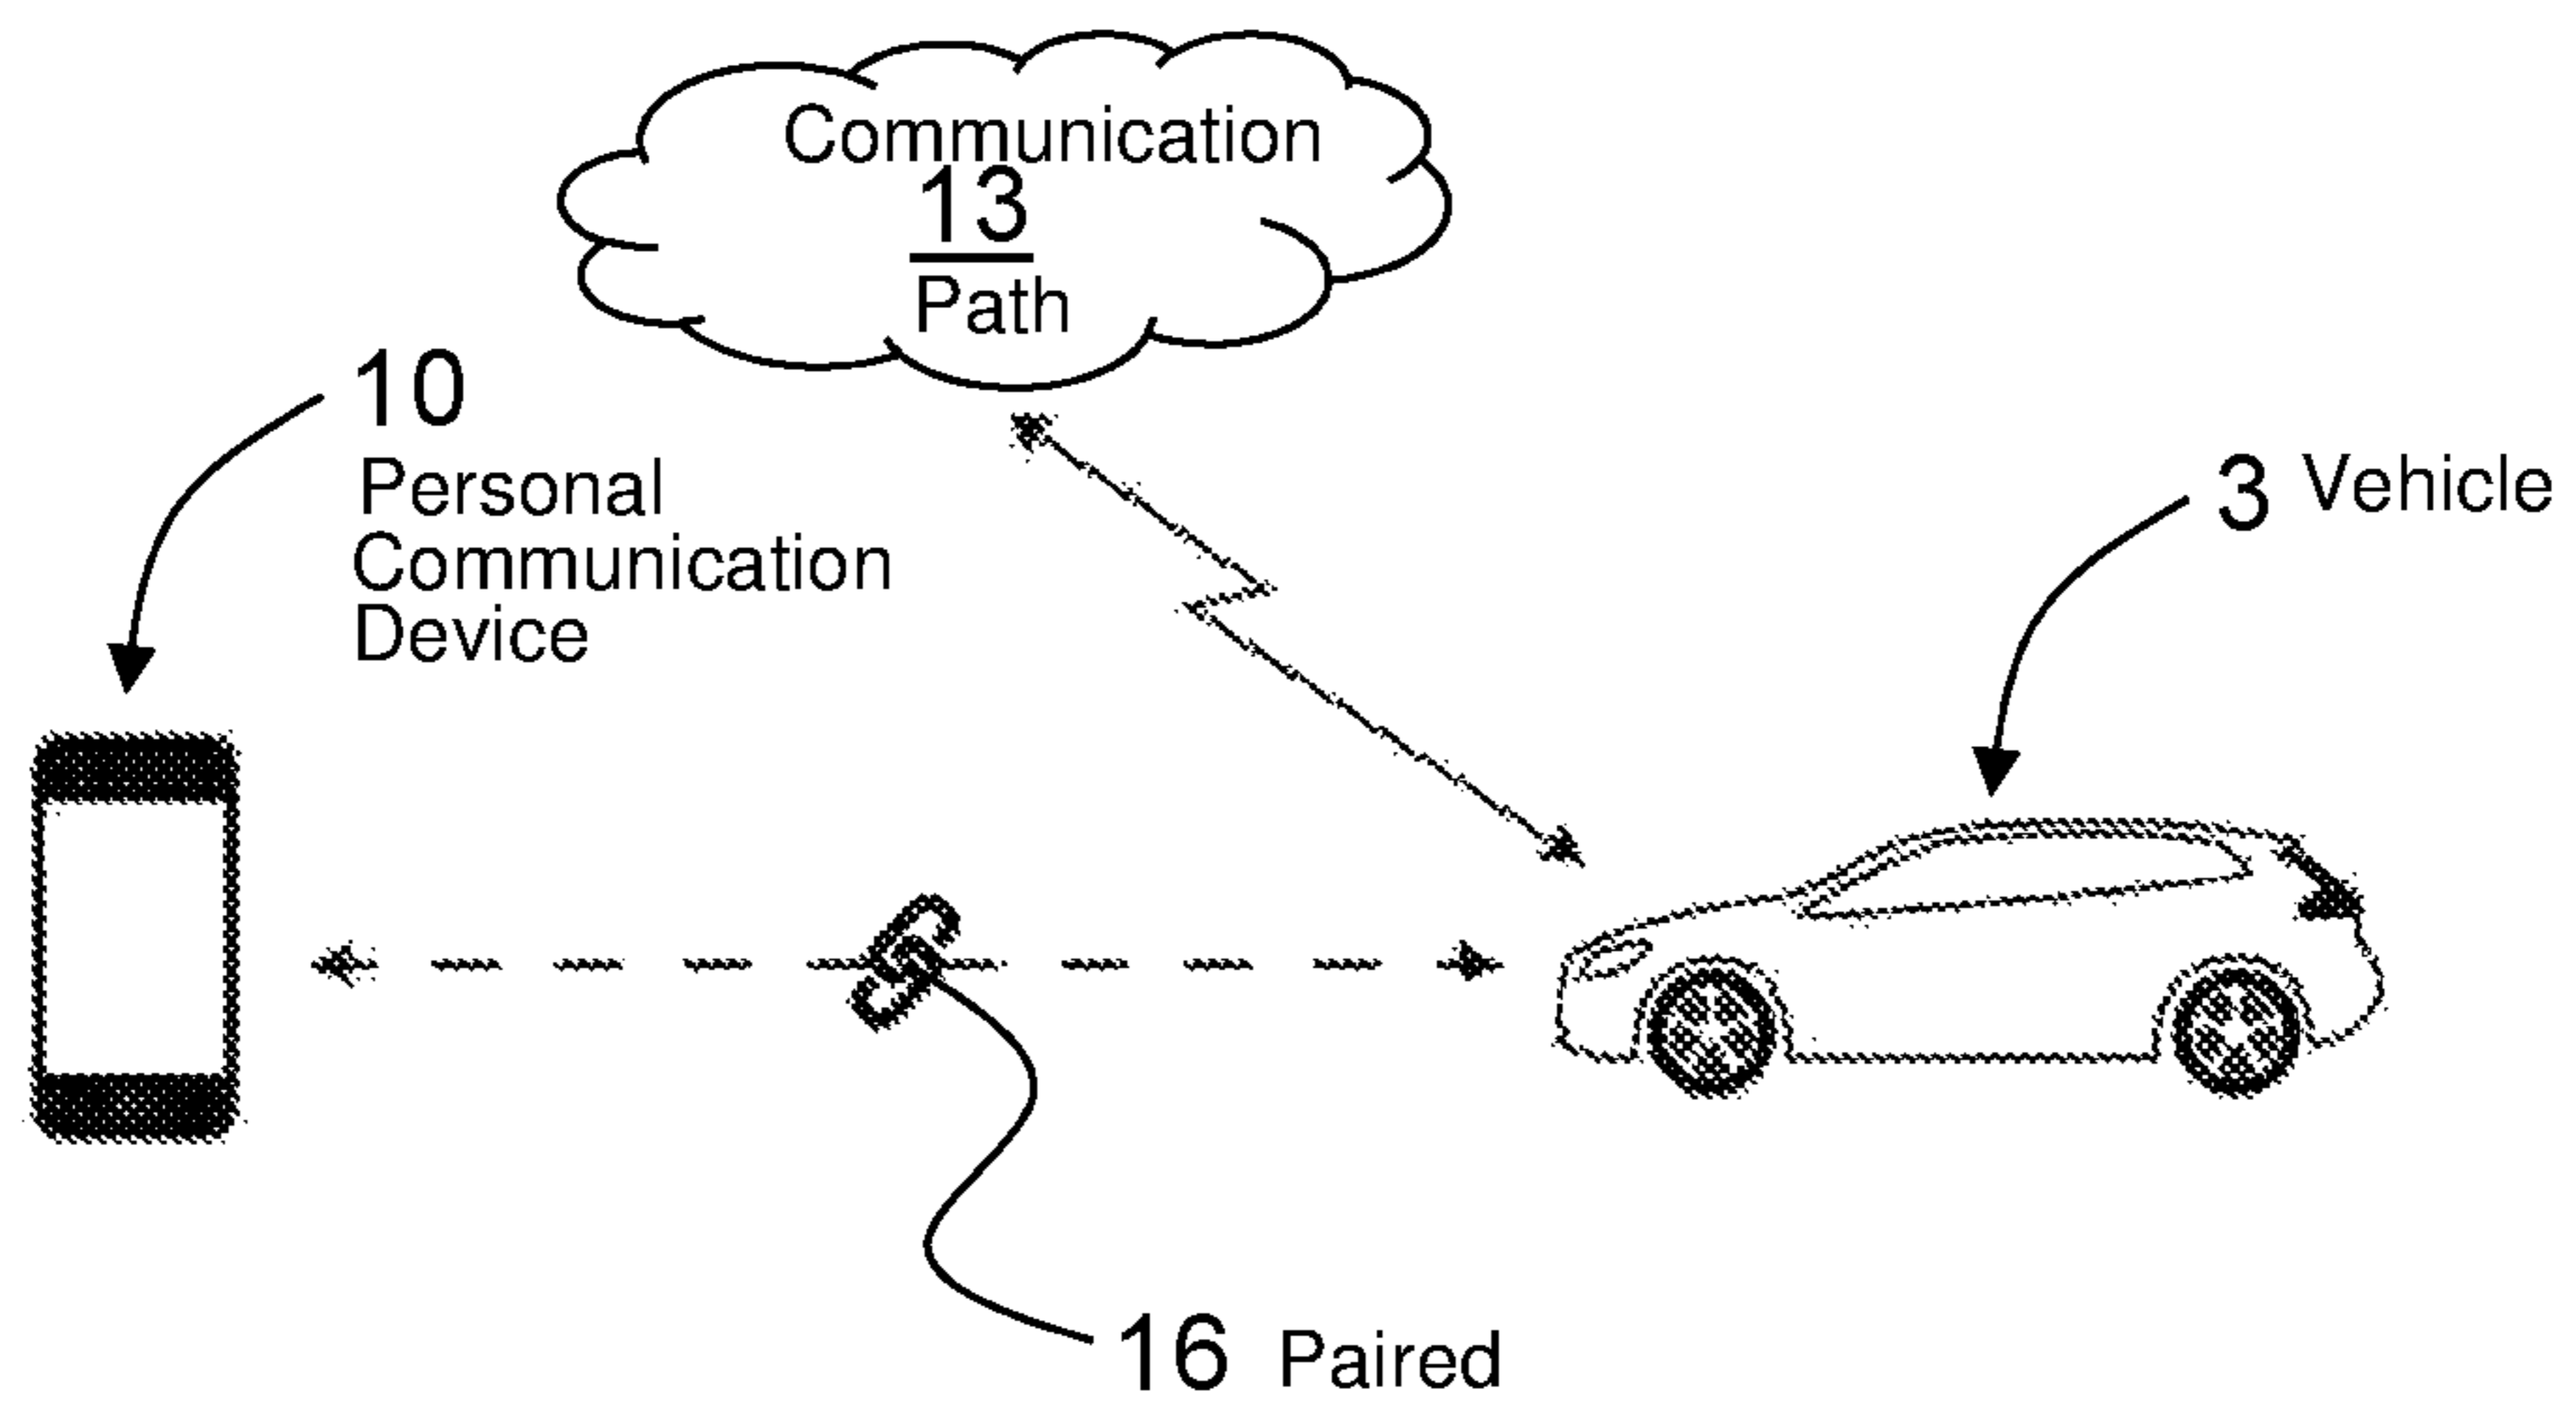 Communication
13
Path
10
Personal
Communication
Device
3 Vehicle
16 Paired